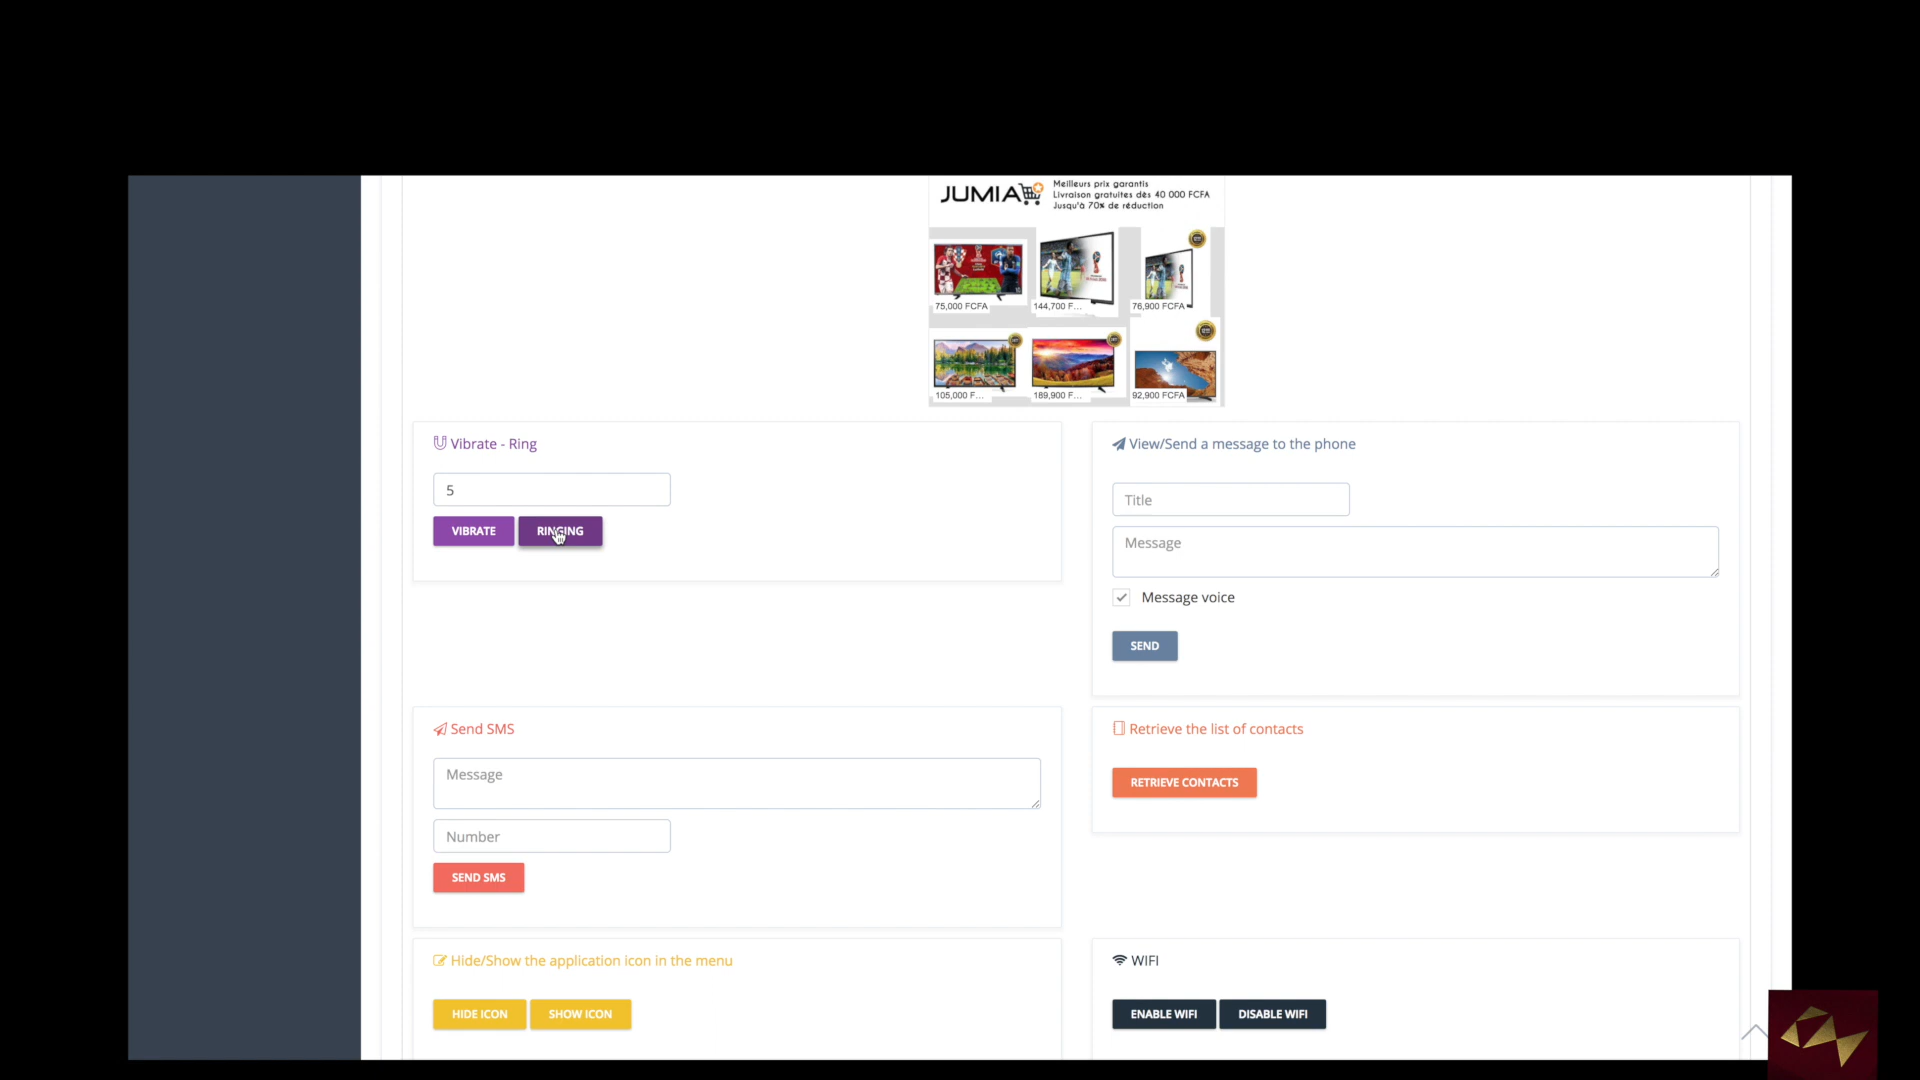 JUMIA
Meilleurs prix garantis
Livraison gratuites dès 40 000 FCFA
Jusqu'à 70% de réduction
75,000 FCFA
144,700 F...
76,900 FCFA
105,000 F...
189,900 F...
92,900 FCFA
Vibrate - Ring
5
VIBRATE
RINGING
View/Send a message to the phone
Title
Message
Message voice
SEND
Send SMS
Message
Number
SEND SMS
Retrieve the list of contacts
RETRIEVE CONTACTS
Hide/Show the application icon in the menu
HIDE ICON
SHOW ICON
WIFI
ENABLE WIFI
DISABLE WIFI